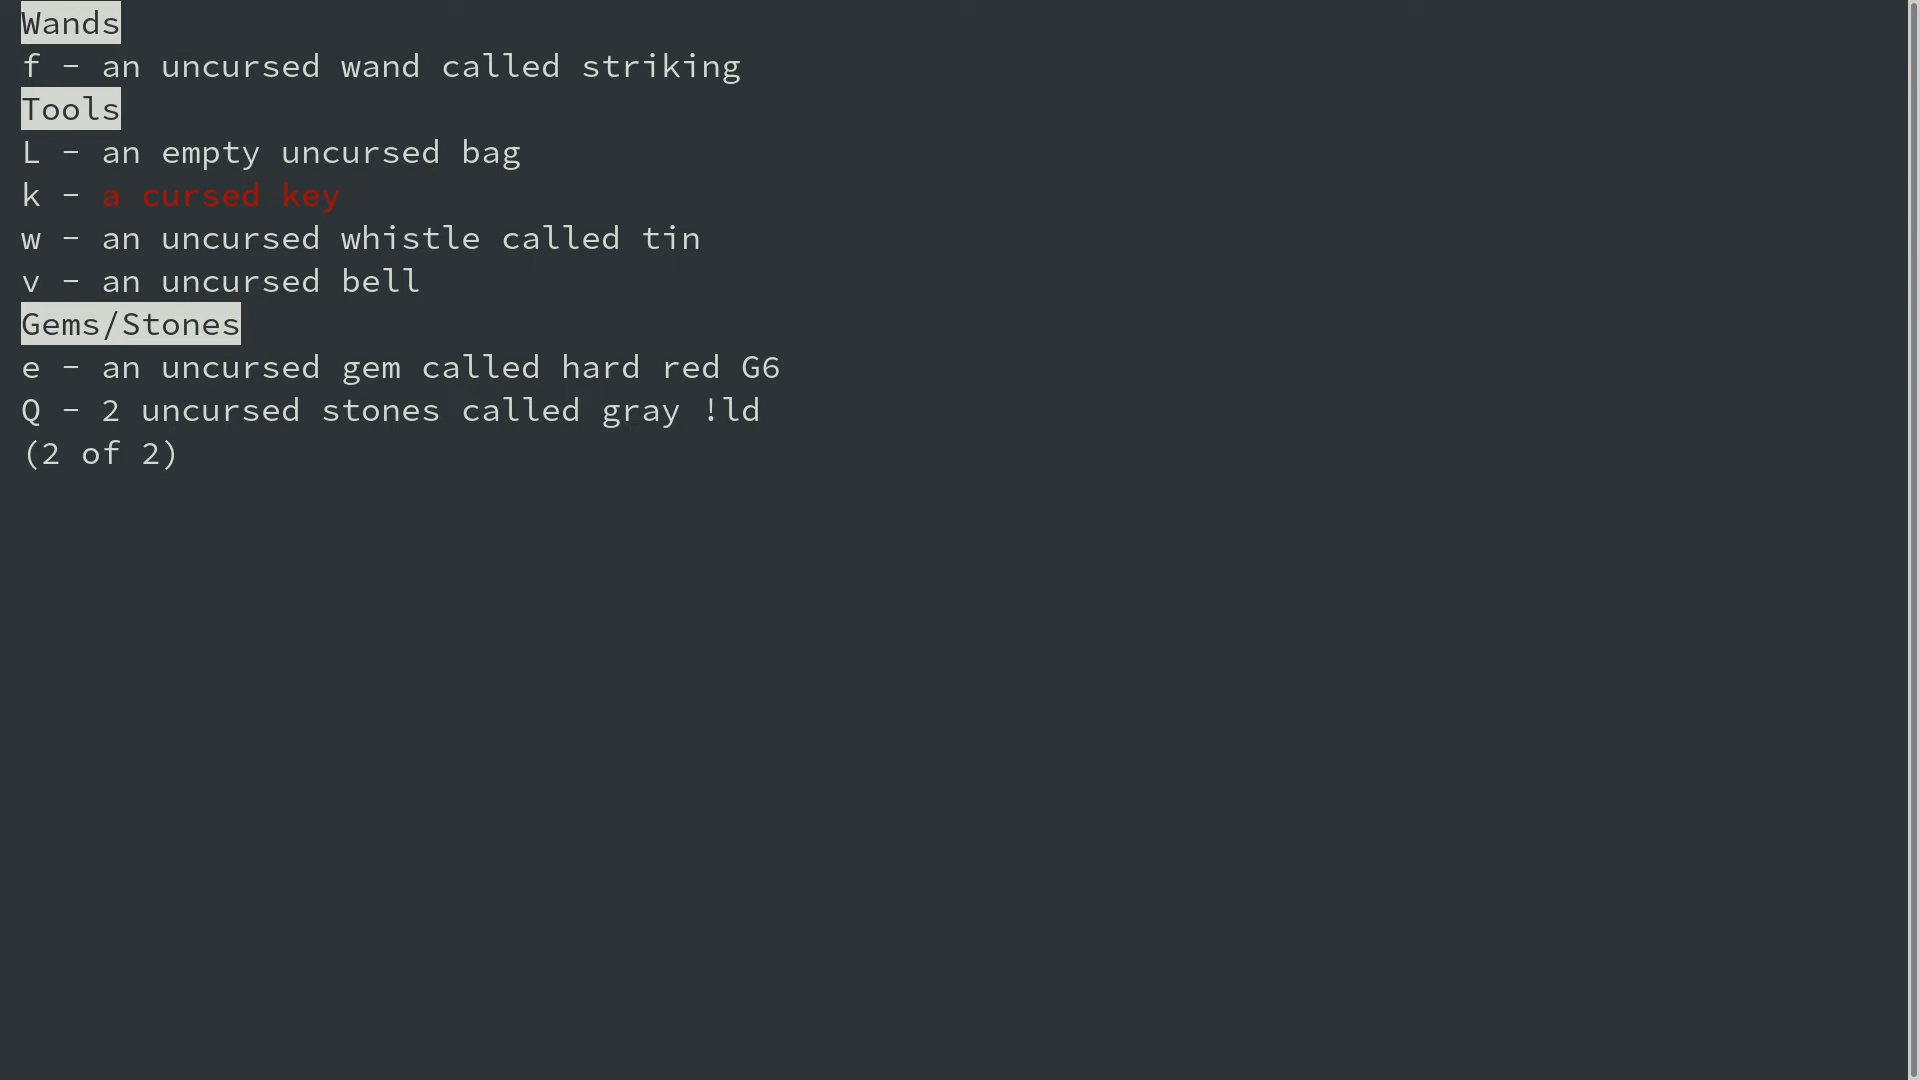 Wands
f - an uncursed wand called striking
Tools
L - an empty uncursed bag
k - a cursed key
w - an uncursed whistle called tin
v - an uncursed bell
Gems/Stones
e - an uncursed gem called hard red G6
Q - 2 uncursed stones called gray !ld
(2 of 2)